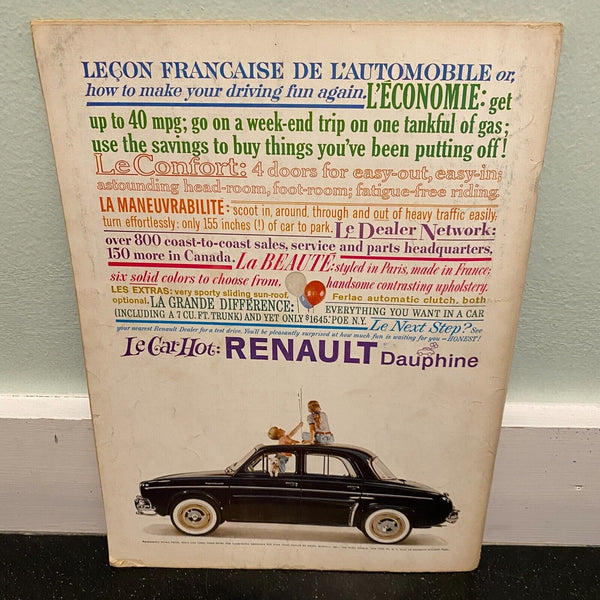 LEÇON FRANCAISE DE L'AUTOMOBILE or,
how to make your driving fun again. L'ÉCONOMIE: get
up to 40 mpg; go on a week-end trip on one tankful of gas;
use the savings to buy things you've been putting off!
Le Confort: 4 doors for easy-out, easy-in;
astounding head-room, foot-room; fatigue-free riding.
LA MANEUVRABILITE: scoot in, around, through and out of heavy traffic easily;
turn effortlessly: only 155 inches (!) of car to park. Le Dealer Network:
over 800 coast-to-coast sales, service and parts headquarters,
150 more in Canada. La BEAUTÉ: styled in Paris, made in France;
six solid colors to choose from, handsome contrasting upholstery.
LES EXTRAS: very sporty sliding sun-roof, Ferlac automatic clutch, both
optional. LA GRANDE DIFFÉRENCE: EVERYTHING YOU WANT IN A CAR
(INCLUDING A 7 CU. FT. TRUNK) AND YET ONLY $1645.* POE N.Y. Le Next Step? See
your nearest Renault Dealer for a test drive. You'll be pleasantly surprised at how much fun is waiting for you—HONEST!
Le Car Hot: RENAULT Dauphine